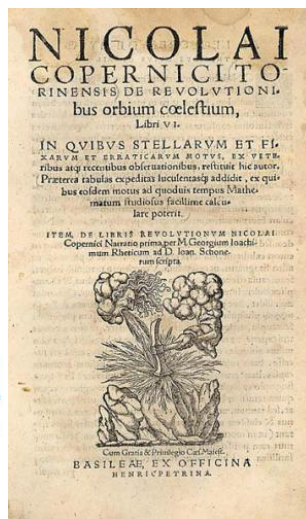 NICOLAI
COPERNICI TO-
RINENSIS DE REVOLVTIONI-
bus orbium cœlestium,
Libri VI.
IN QVIBVS STELLARVM ET FI-
XARVM ET ERRATICARVM MOTVS, EX VETE-
ribus atq; recentibus obseruationibus, restituit hic autor.
Præterea tabulas expeditas luculentasq; addidit, ex qui-
bus eosdem motus ad quoduis tempus Mathe-
matum studiosus facillime calcu-
lare poterit.
ITEM, DE LIBRIS REVOLVTIONVM NICOLAI
Copernici Narratio prima, per M. Georgium Ioachi-
mum Rheticum ad D. Ioan. Schone-
rum scripta.
Cum Gratia & Priuilegio Cæs. Maiest.
BASILEAE, EX OFFICINA
HENRICPETRINA.